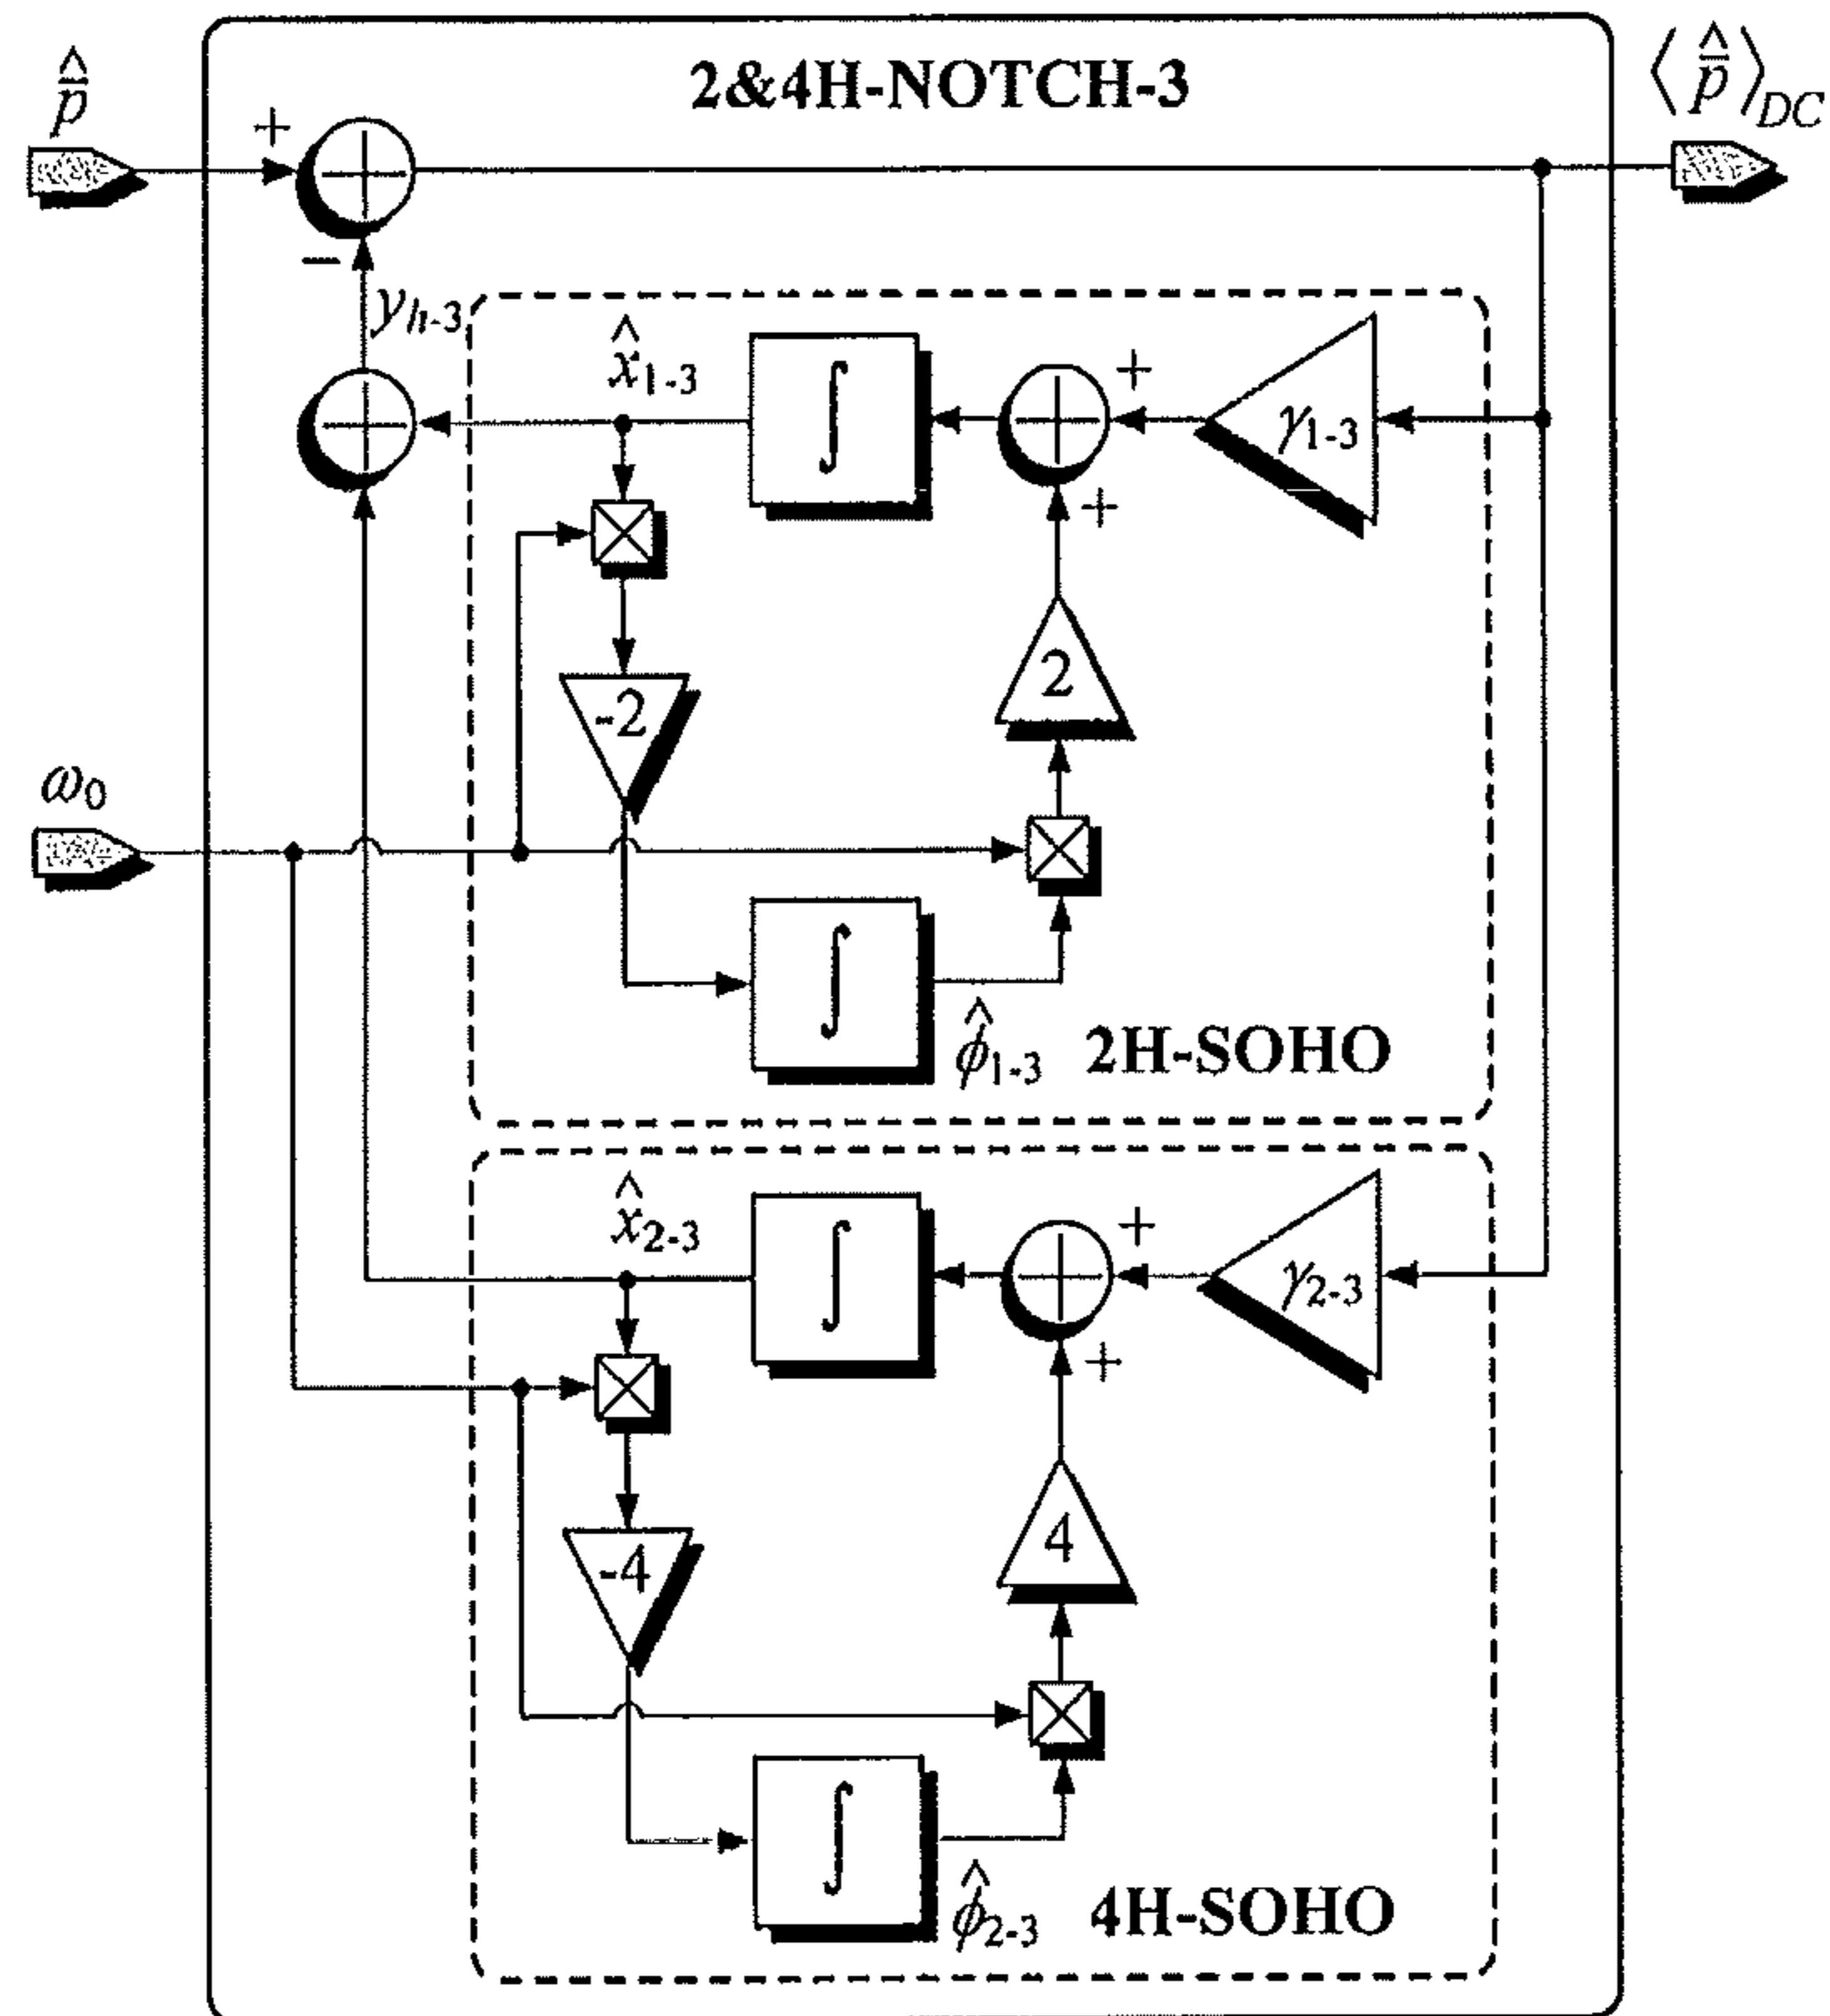 2&4H-NOTCH-3
p̂̄
⟨p̂̄⟩DC
+
−
yh-3
x̂1-3
∫
+
γ1-3
+
-2
2
ω0
∫
ϕ̂1-3
2H-SOHO
x̂2-3
∫
+
γ2-3
+
-4
4
∫
ϕ̂2-3
4H-SOHO